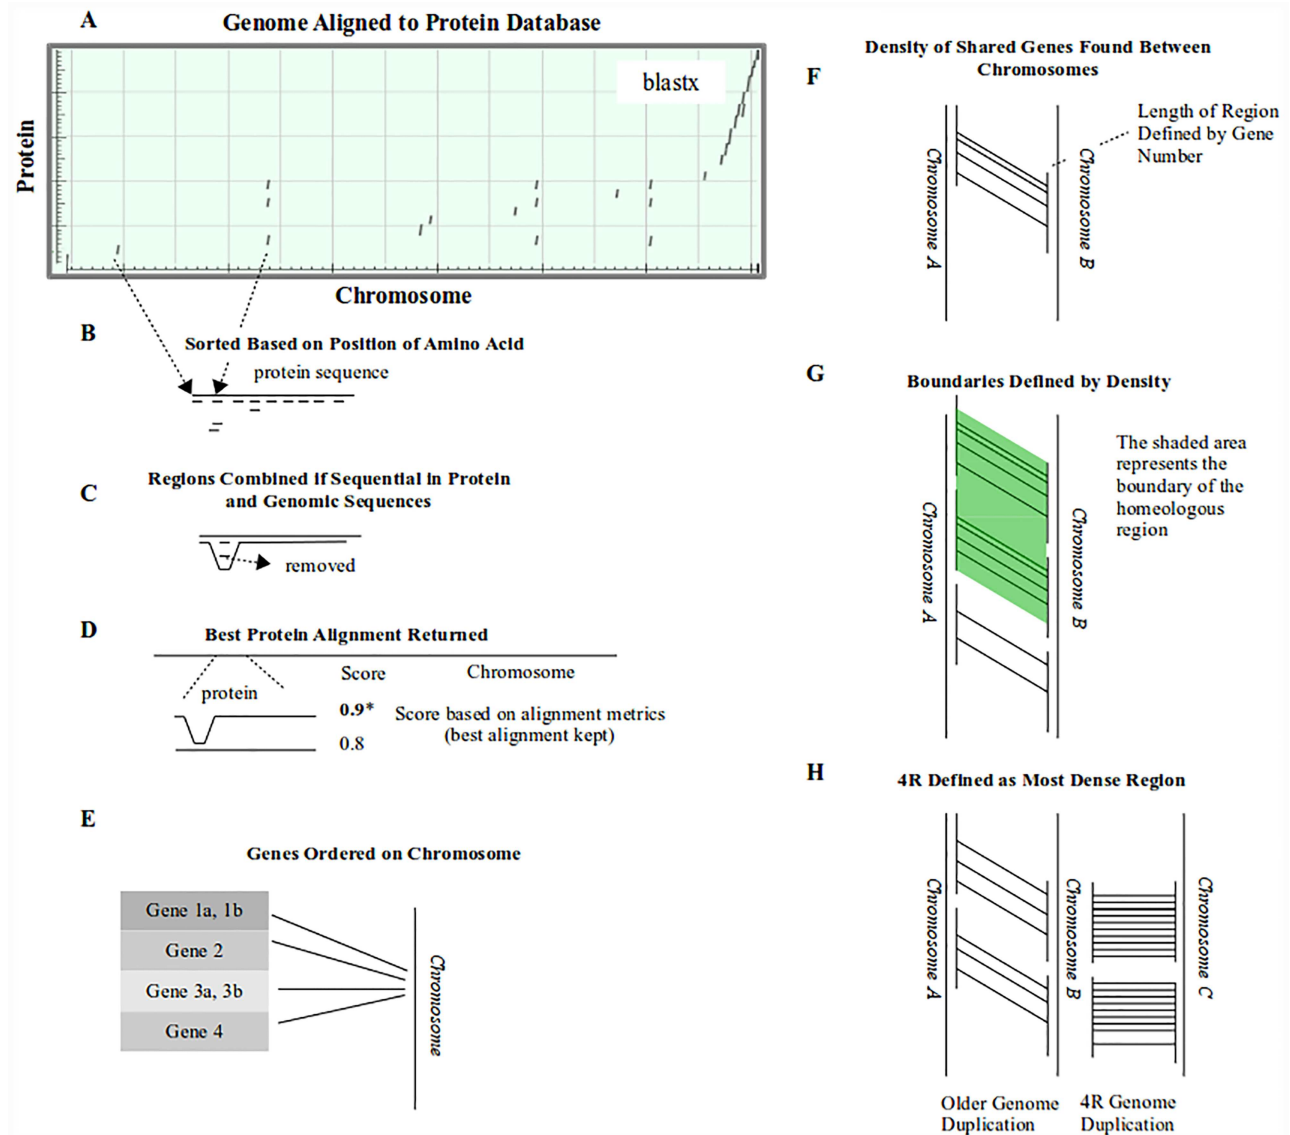 A
Genome Aligned to Protein Database
blastx
Protein
Chromosome
B
Sorted Based on Position of Amino Acid
protein sequence
C
Regions Combined if Sequential in Protein
and Genomic Sequences
removed
D
Best Protein Alignment Returned
Score
Chromosome
protein
0.9*
Score based on alignment metrics
(best alignment kept)
0.8
E
Genes Ordered on Chromosome
Gene 1a, 1b
Gene 2
Gene 3a, 3b
Gene 4
Chromosome
F
Density of Shared Genes Found Between
Chromosomes
Length of Region
Defined by Gene
Number
Chromosome A
Chromosome B
G
Boundaries Defined by Density
The shaded area
represents the
boundary of the
homeologous
region
Chromosome A
Chromosome B
H
4R Defined as Most Dense Region
Chromosome A
Chromosome B
Chromosome C
Older Genome
Duplication
4R Genome
Duplication